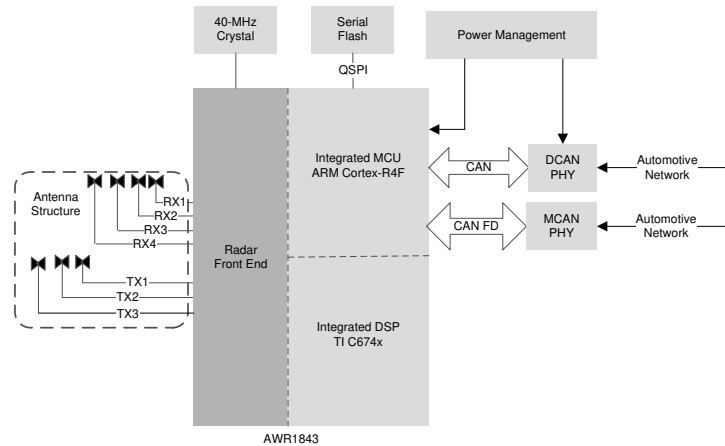 40-MHz
Crystal
Serial
Flash
Power Management
QSPI
Integrated MCU
ARM Cortex-R4F
CAN
DCAN
PHY
Automotive
Network
Antenna
Structure
RX1
RX2
RX3
RX4
Radar
Front End
CAN FD
MCAN
PHY
Automotive
Network
TX1
TX2
TX3
Integrated DSP
TI C674x
AWR1843